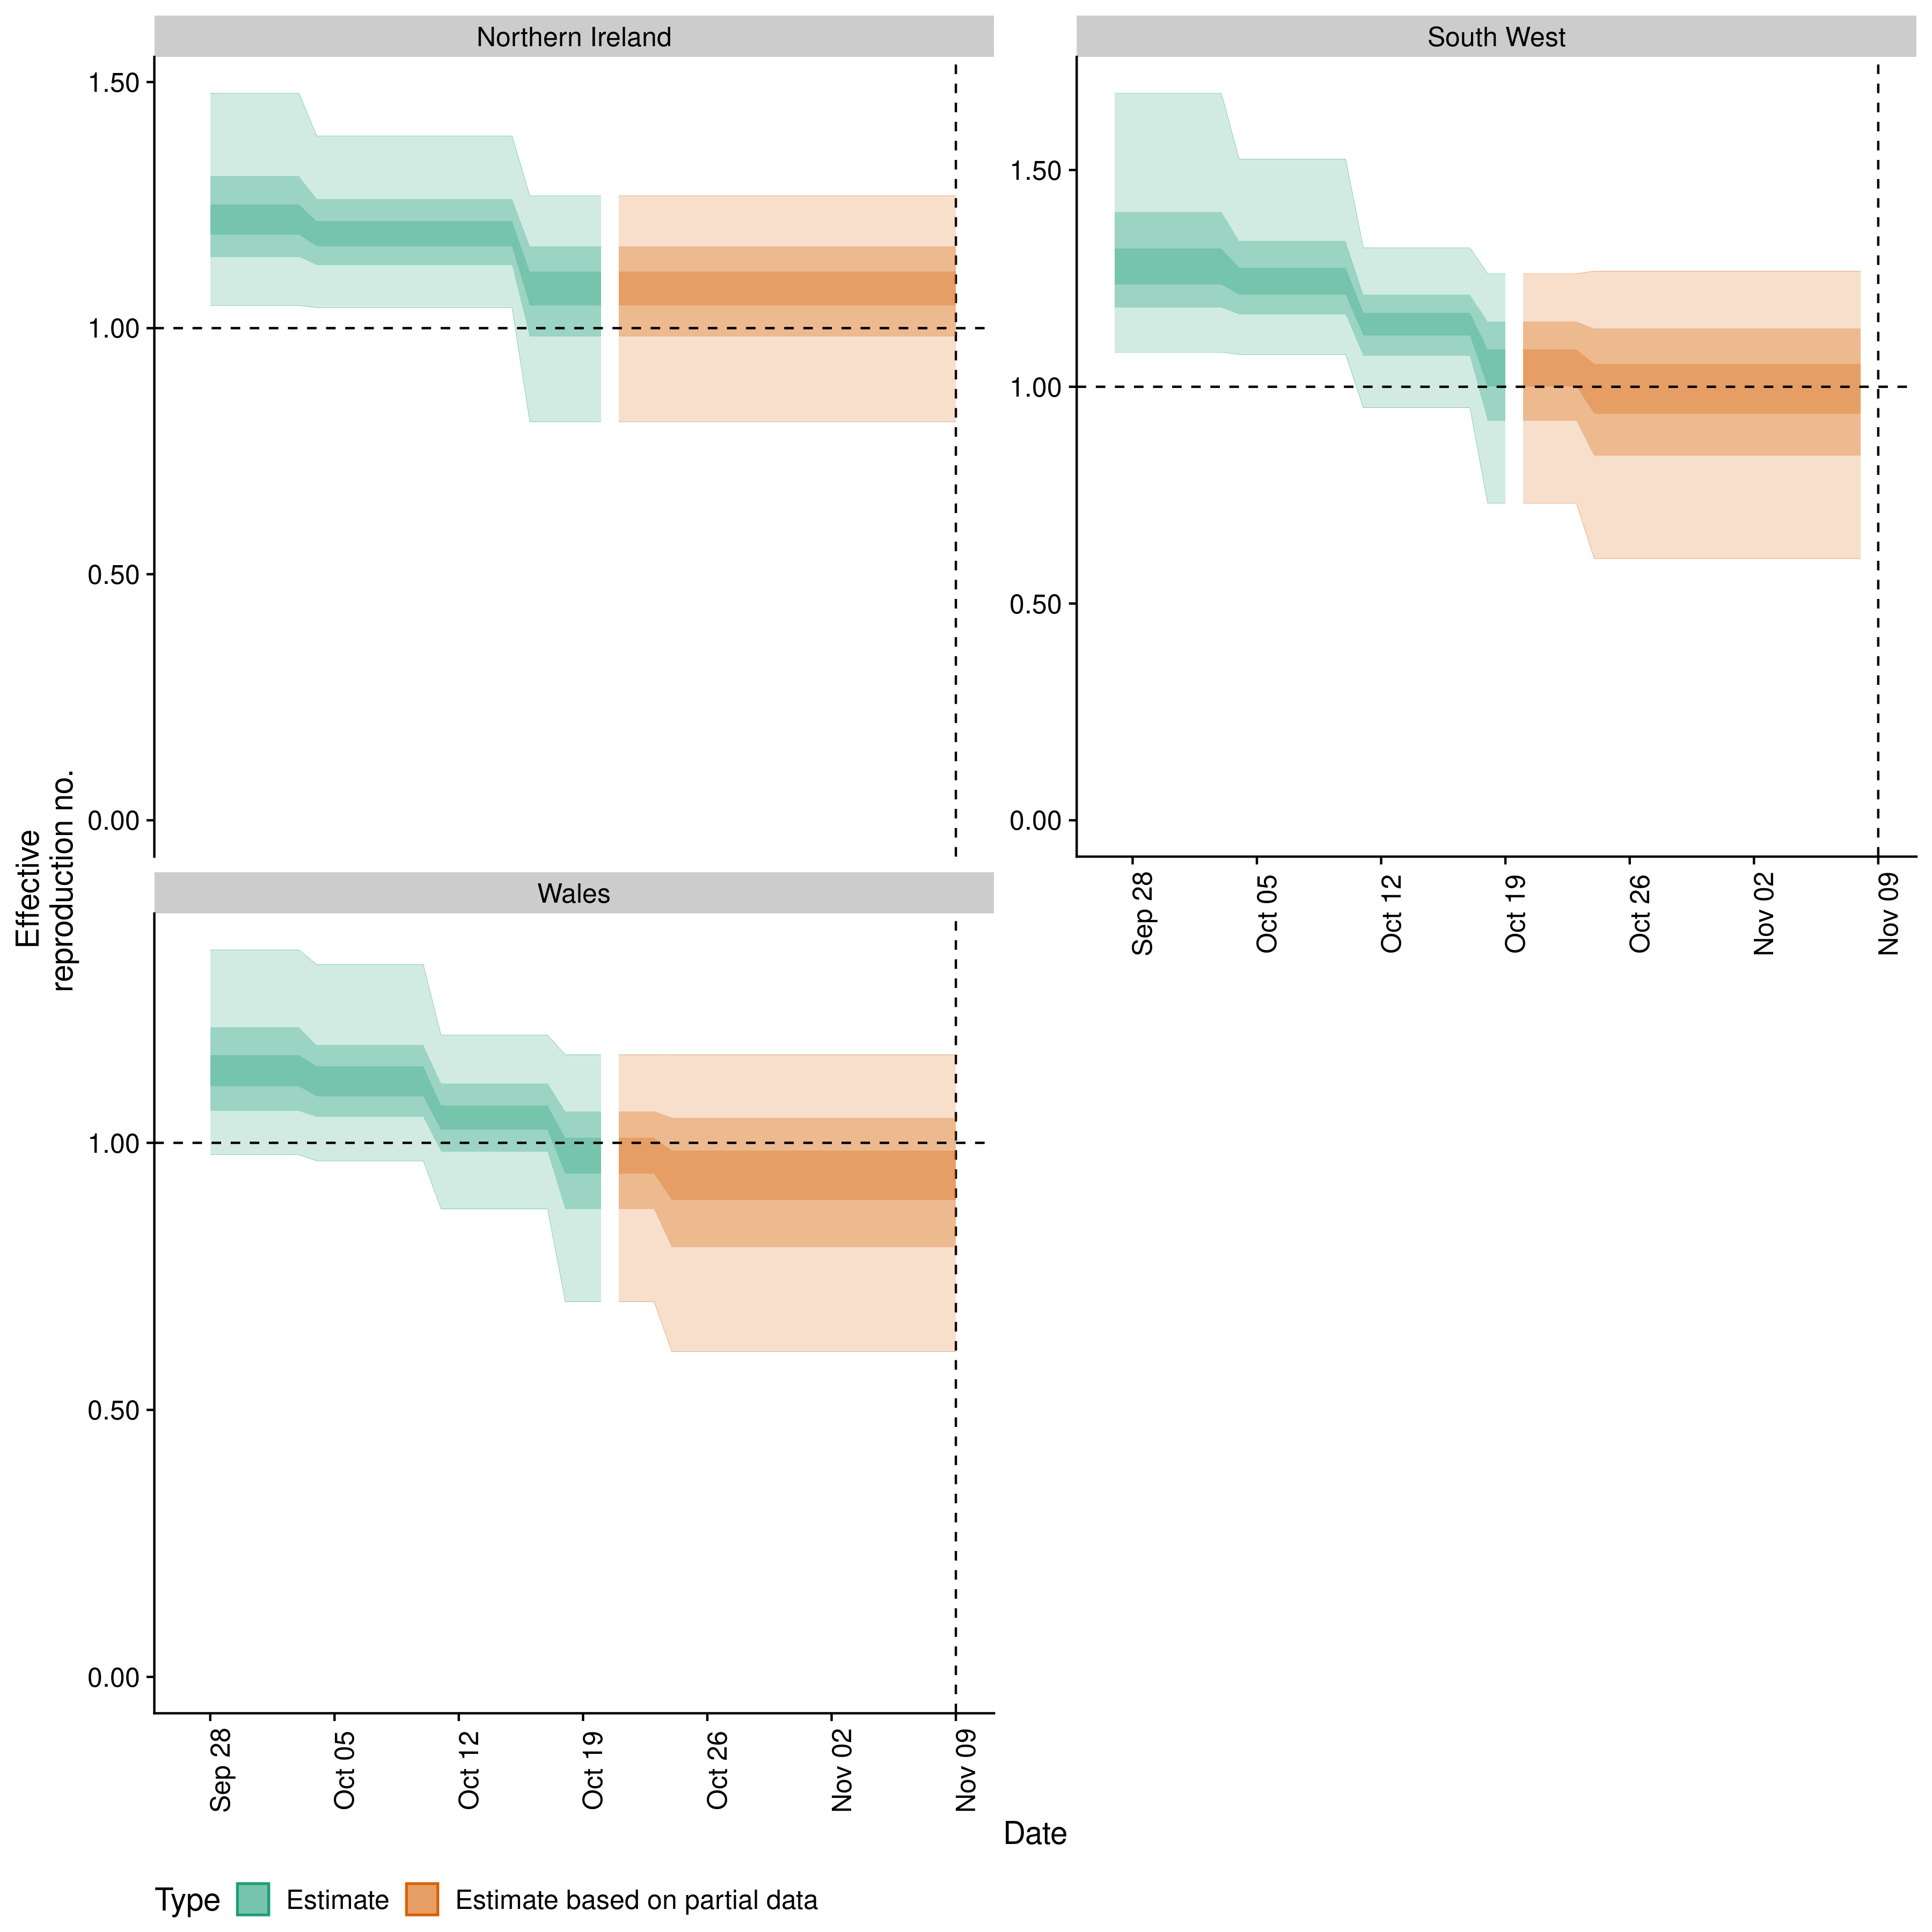 Northern Ireland
South West
1.50
1.00
0.50
0.00
1.50
1.00
0.50
0.00
Sep 28
Oct 05
Oct 12
Oct 19
Oct 26
Nov 02
Nov 09
Effective
reproduction no.
Wales
1.00
0.50
0.00
Sep 28
Oct 05
Oct 12
Oct 19
Oct 26
Nov 02
Nov 09
Date
Type Estimate Estimate based on partial data